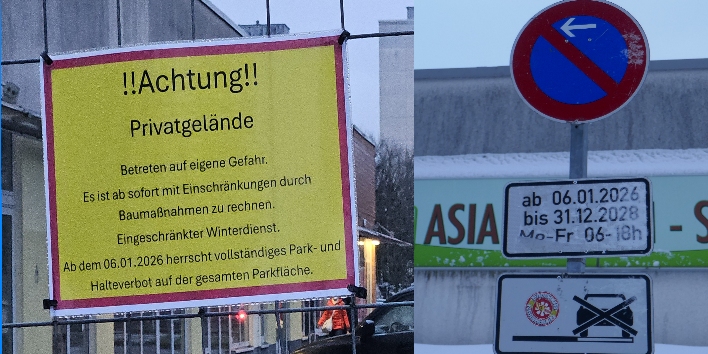 !!Achtung!!
Privatgelände
Betreten auf eigene Gefahr.
Es ist ab sofort mit Einschränkungen durch
Baumaßnahmen zu rechnen.
Eingeschränkter Winterdienst.
Ab dem 06.01.2026 herrscht vollständiges Park- und
Halteverbot auf der gesamten Parkfläche.
ab 06.01.2026
bis 31.12.2028
Mo-Fr 06-18h
ASIA - S